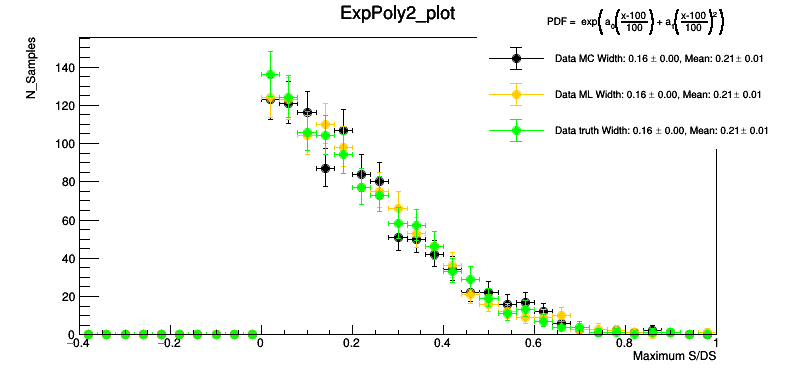 ExpPoly2_plot
PDF = exp(a₀(x-100/100) + a₁(x-100/100)²)
Data MC Width: 0.16 ± 0.00, Mean: 0.21 ± 0.01
Data ML Width: 0.16 ± 0.00, Mean: 0.21 ± 0.01
Data truth Width: 0.16 ± 0.00, Mean: 0.21 ± 0.01
N_Samples
140
120
100
80
60
40
20
0
−0.4 −0.2 0 0.2 0.4 0.6 0.8 1
Maximum S/DS